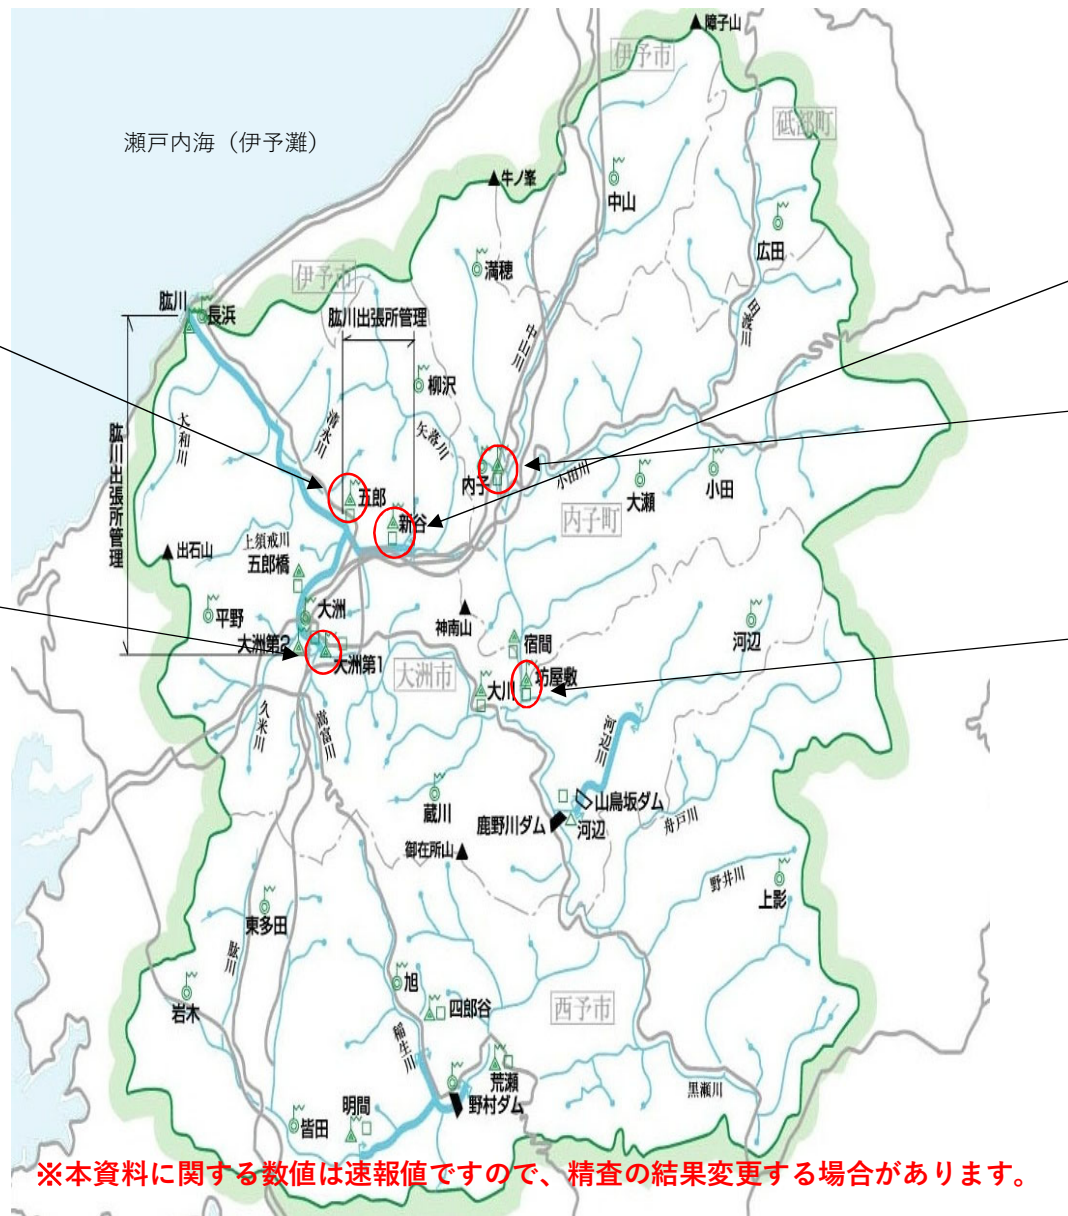 障子山
伊予市
砥部町
瀬戸内海（伊予灘）
牛ノ峯
中山
広田
満穂
伊予市
肱川
長浜
肱川出張所管理
中山川
田渡川
柳沢
大和川
清水川
矢落川
肱川出張所管理
内子
小田川
大瀬
小田
五郎
新谷
内子町
出石山
上須戒川
五郎橋
平野
大洲
神南山
宿間
河辺
大洲第2
大洲第1
大洲市
大川
坊屋敷
久米川
嵩富川
河辺川
蔵川
山鳥坂ダム
鹿野川ダム
河辺
舟戸川
御在所山
野井川
上影
東多田
肱川
旭
岩木
四郎谷
西予市
稲生川
荒瀬
黒瀬川
野村ダム
明間
皆田
※本資料に関する数値は速報値ですので、精査の結果変更する場合があります。